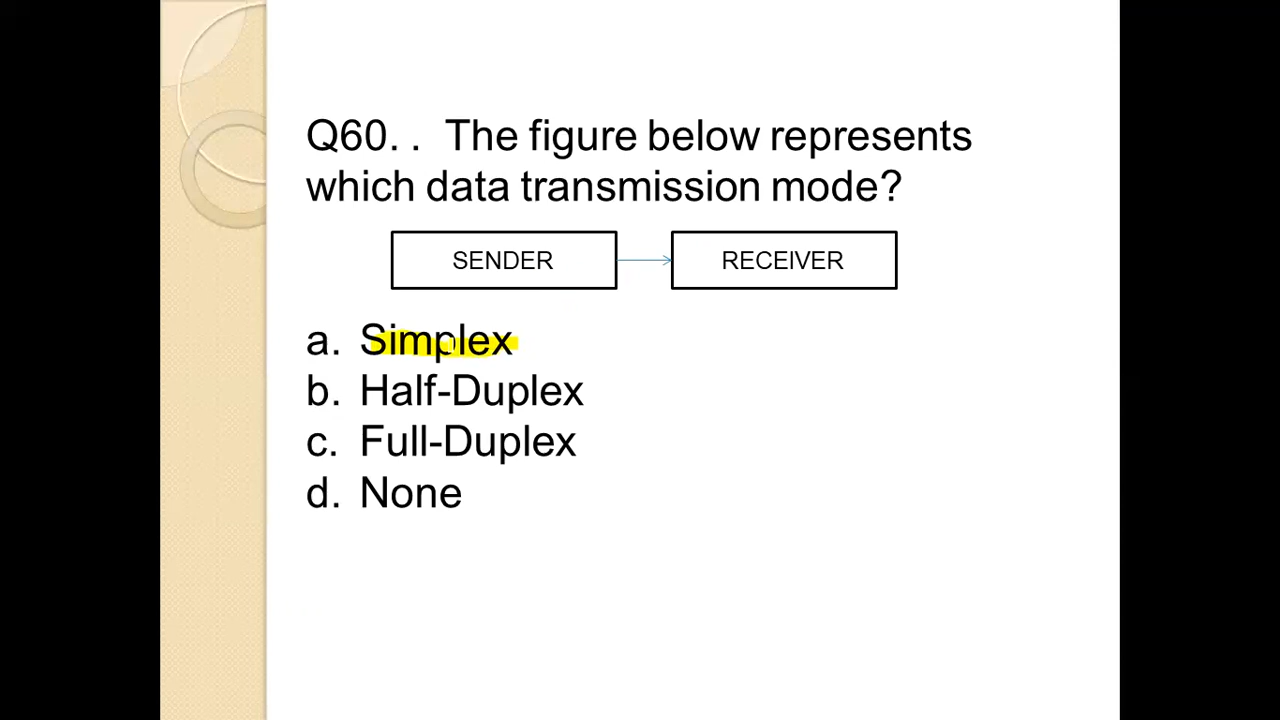 Q60. . The figure below represents
which data transmission mode?
SENDER RECEIVER
a. Simplex
b. Half-Duplex
c. Full-Duplex
d. None